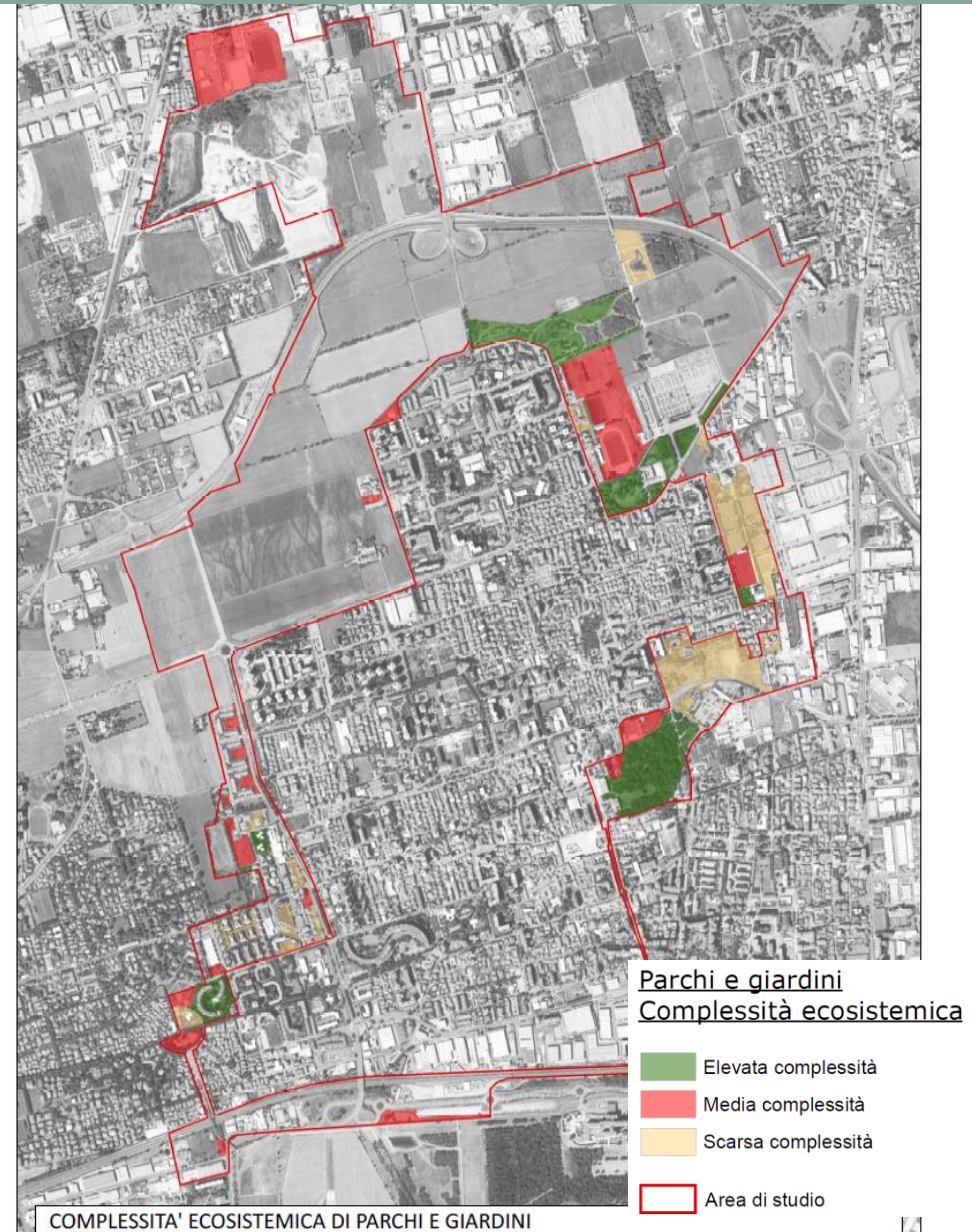 Parchi e giardini
Complessità ecosistemica
Elevata complessità
Media complessità
Scarsa complessità
Area di studio
COMPLESSITA' ECOSISTEMICA DI PARCHI E GIARDINI